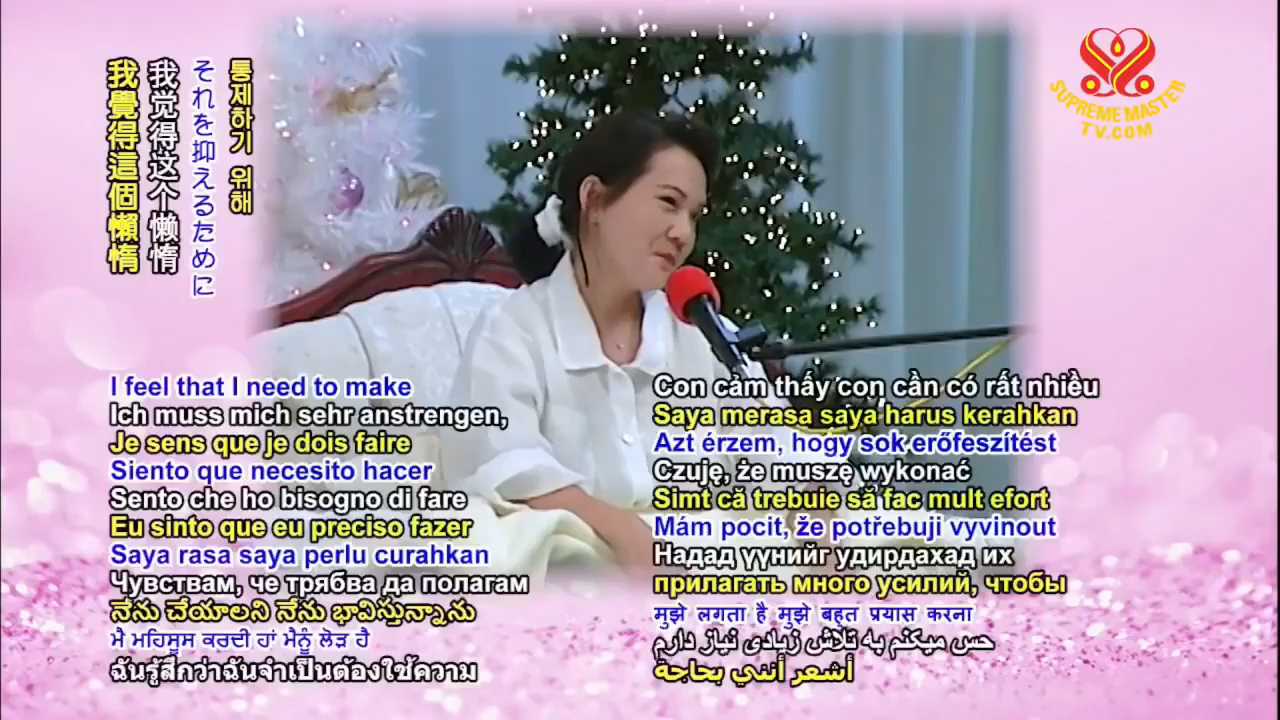 我覺得這個懶惰
我觉得这个懒惰
それを抑えるために
통제하기 위해
SUPREME MASTER
TV.COM
I feel that I need to make
Ich muss mich sehr anstrengen,
Je sens que je dois faire
Siento que necesito hacer
Sento che ho bisogno di fare
Eu sinto que eu preciso fazer
Saya rasa saya perlu curahkan
Чувствам, че трябва да полагам
నేను చేయాలని నేను భావిస్తున్నాను
ਮੈ ਮਹਿਸੂਸ ਕਰਦੀ ਹਾਂ ਮੈਨੂੰ ਲੋੜ ਹੈ
ฉันรู้สึกว่าฉันจำเป็นต้องใช้ความ
Con cảm thấy con cần có rất nhiều
Saya merasa saya harus kerahkan
Azt érzem, hogy sok erőfeszítést
Czuję, że muszę wykonać
Simt că trebuie să fac mult efort
Mám pocit, že potřebuji vyvinout
Надад үүнийг удирдахад их
прилагать много усилий, чтобы
मुझे लगता है मुझे बहुत प्रयास करना
حس میکنم به تلاش زیادی نیاز دارم
أشعر أنني بحاجة